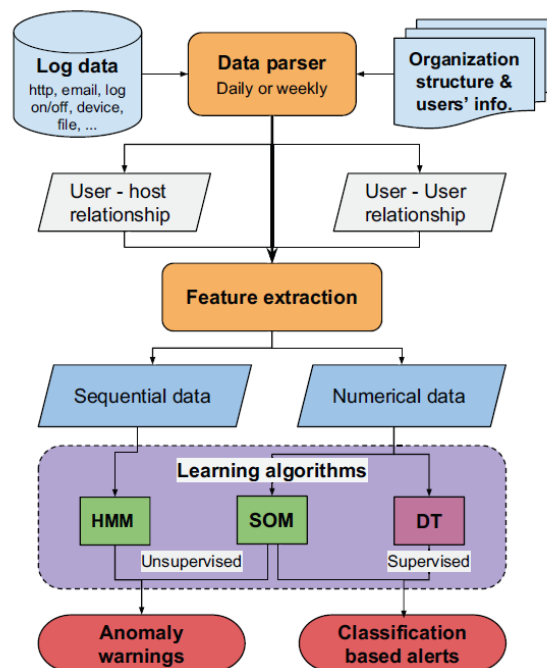 Log data
http, email, log
on/off, device,
file, ...
Data parser
Daily or weekly
Organization
structure &
users’ info.
User - host
relationship
User - User
relationship
Feature extraction
Sequential data
Numerical data
Learning algorithms
HMM
SOM
DT
Unsupervised
Supervised
Anomaly
warnings
Classification
based alerts